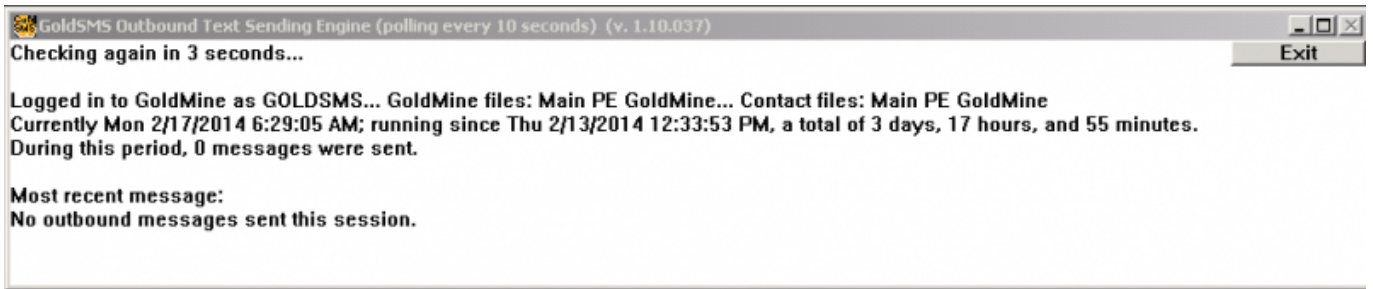 GoldSMS Outbound Text Sending Engine (polling every 10 seconds) (v. 1.10.037)
Checking again in 3 seconds...
Exit
Logged in to GoldMine as GOLDSMS... GoldMine files: Main PE GoldMine... Contact files: Main PE GoldMine
Currently Mon 2/17/2014 6:29:05 AM; running since Thu 2/13/2014 12:33:53 PM, a total of 3 days, 17 hours, and 55 minutes.
During this period, 0 messages were sent.
Most recent message:
No outbound messages sent this session.